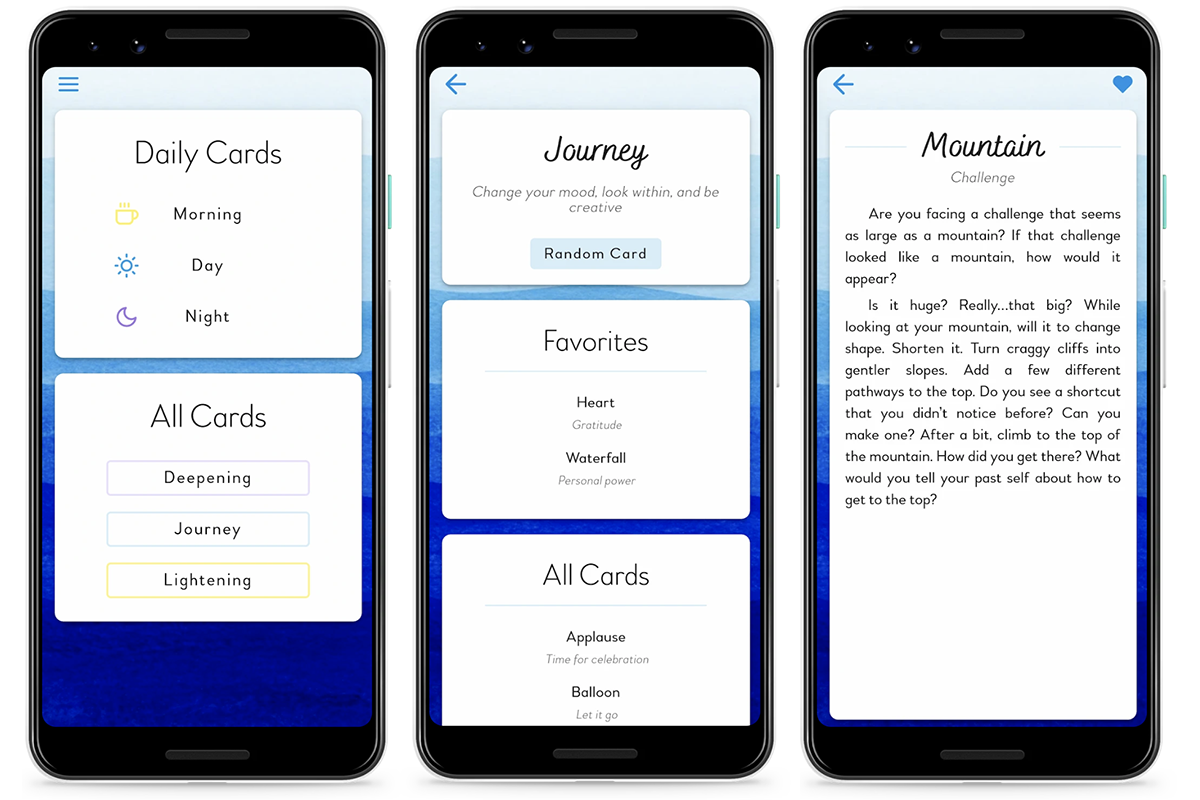 Daily Cards
Morning
Day
Night
All Cards
Deepening
Journey
Lightening
Journey
Change your mood, look within, and be
creative
Random Card
Favorites
Heart
Gratitude
Waterfall
Personal power
All Cards
Applause
Time for celebration
Balloon
Let it go
Mountain
Challenge
Are you facing a challenge that seems
as large as a mountain? If that challenge
looked like a mountain, how would it
appear?
Is it huge? Really...that big? While
looking at your mountain, will it to change
shape. Shorten it. Turn craggy cliffs into
gentler slopes. Add a few different
pathways to the top. Do you see a shortcut
that you didn't notice before? Can you
make one? After a bit, climb to the top of
the mountain. How did you get there? What
would you tell your past self about how to
get to the top?